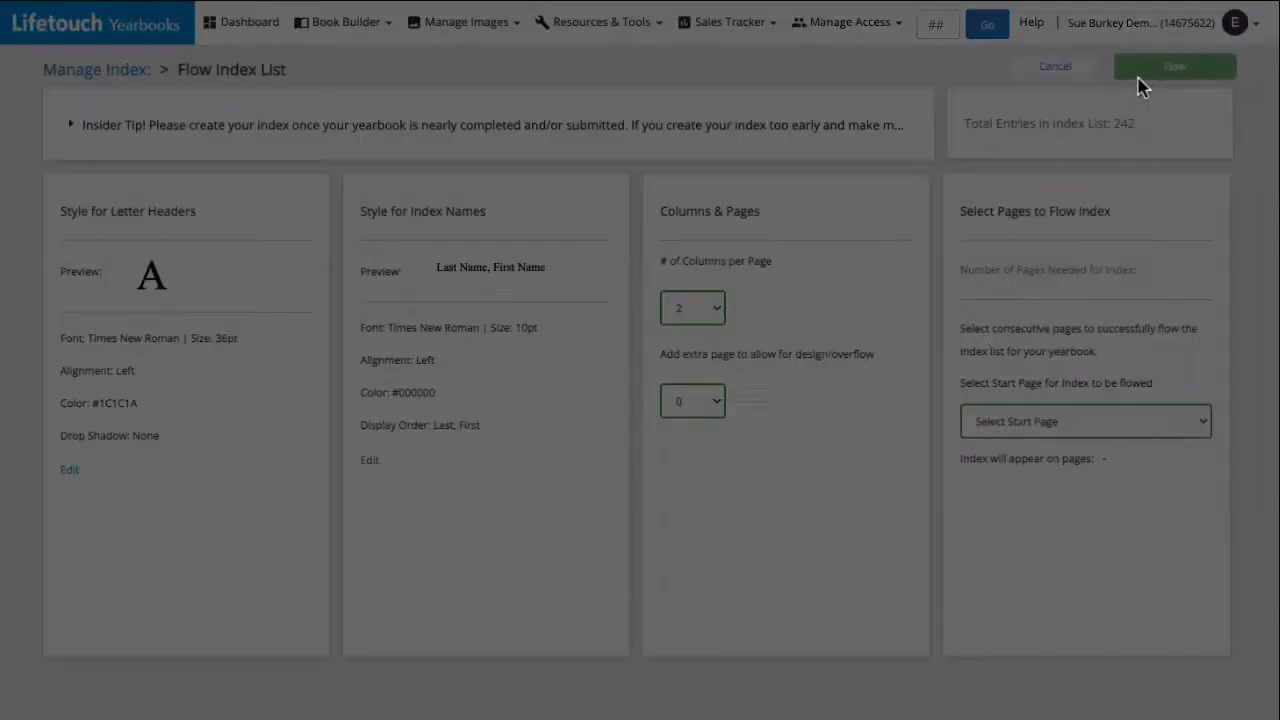 Lifetouch Yearbooks
Dashboard Book Builder Manage Images Resources & Tools Sales Tracker Manage Access ## Go Help | Sue Burkey Dem... (14675622) E
Manage Index: > Flow Index List
Cancel
Flow
Insider Tip! Please create your index once your yearbook is nearly completed and/or submitted. If you create your index too early and make m...
Total Entries in Index List: 242
Style for Letter Headers
Preview: A
Font: Times New Roman | Size: 36pt
Alignment: Left
Color: #1C1C1A
Drop Shadow: None
Edit
Style for Index Names
Preview: Last Name, First Name
Font: Times New Roman | Size: 10pt
Alignment: Left
Color: #000000
Display Order: Last, First
Edit
Columns & Pages
# of Columns per Page
2
Add extra page to allow for design/overflow
0
Select Pages to Flow Index
Number of Pages Needed for Index:
Select consecutive pages to successfully flow the
index list for your yearbook.
Select Start Page for Index to be flowed
Select Start Page
Index will appear on pages: -